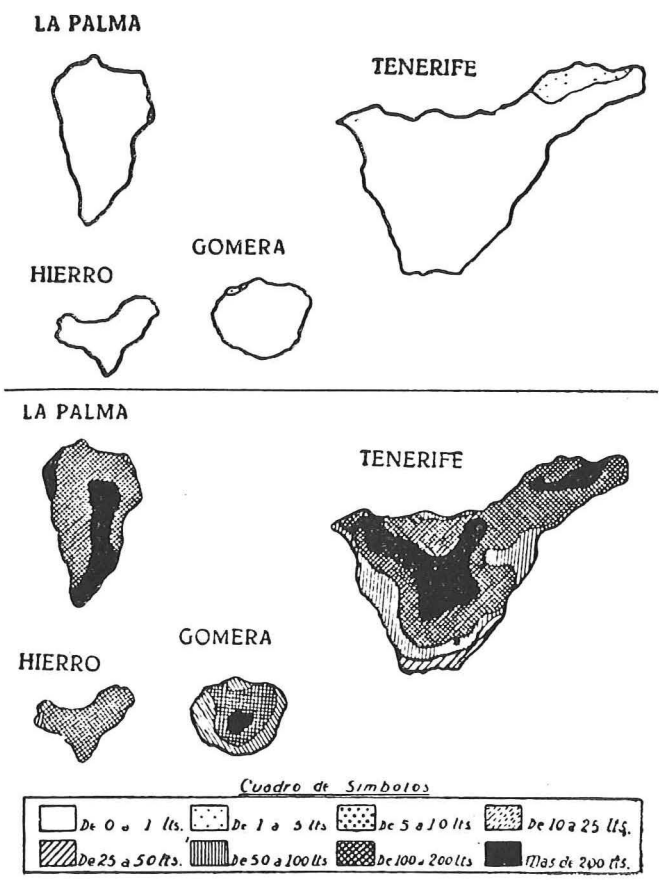 LA PALMA
TENERIFE
GOMERA
HIERRO
LA PALMA
TENERIFE
GOMERA
HIERRO
Cuadro de Simbolos
De 0 a 1 lts. De 1 a 5 lts De 5 a 10 lts De 10 a 25 lts.
De 25 a 50 lts. De 50 a 100 lts De 100 a 200 lts Mas de 200 lts.